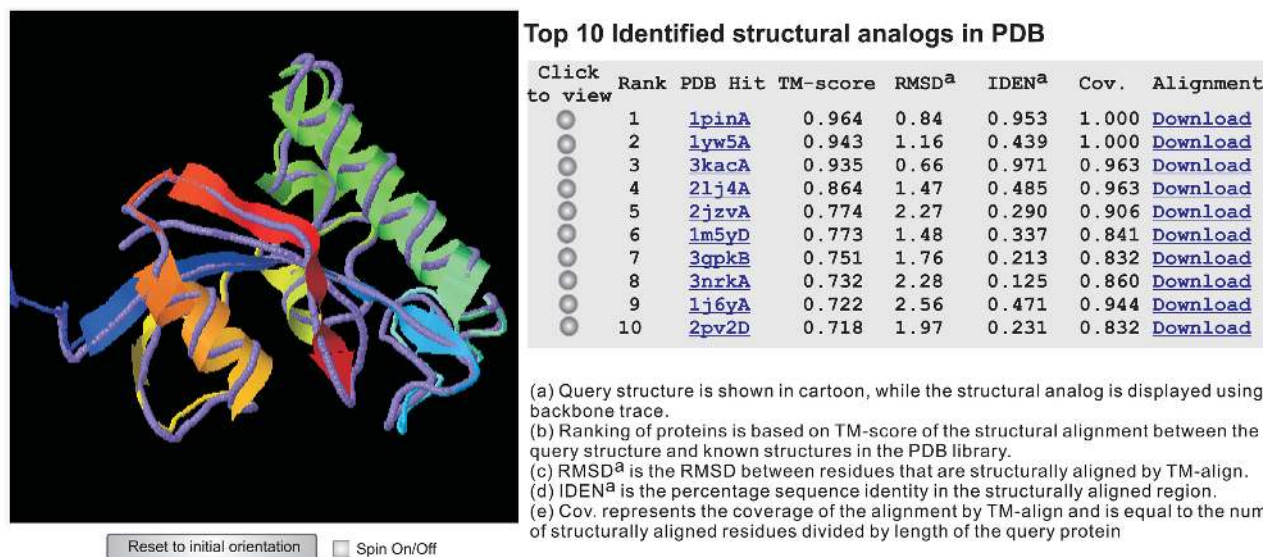 Top 10 Identified structural analogs in PDB
Click to view Rank PDB Hit TM-score RMSDa IDENa Cov. Alignment
1 1pinA 0.964 0.84 0.953 1.000 Download
2 1yw5A 0.943 1.16 0.439 1.000 Download
3 3kacA 0.935 0.66 0.971 0.963 Download
4 2lj4A 0.864 1.47 0.485 0.963 Download
5 2jzvA 0.774 2.27 0.290 0.906 Download
6 1m5yD 0.773 1.48 0.337 0.841 Download
7 3gpkB 0.751 1.76 0.213 0.832 Download
8 3nrkA 0.732 2.28 0.125 0.860 Download
9 1j6yA 0.722 2.56 0.471 0.944 Download
10 2pv2D 0.718 1.97 0.231 0.832 Download
(a) Query structure is shown in cartoon, while the structural analog is displayed using
backbone trace.
(b) Ranking of proteins is based on TM-score of the structural alignment between the
query structure and known structures in the PDB library.
(c) RMSDa is the RMSD between residues that are structurally aligned by TM-align.
(d) IDENa is the percentage sequence identity in the structurally aligned region.
(e) Cov. represents the coverage of the alignment by TM-align and is equal to the num
of structurally aligned residues divided by length of the query protein
Reset to initial orientation Spin On/Off